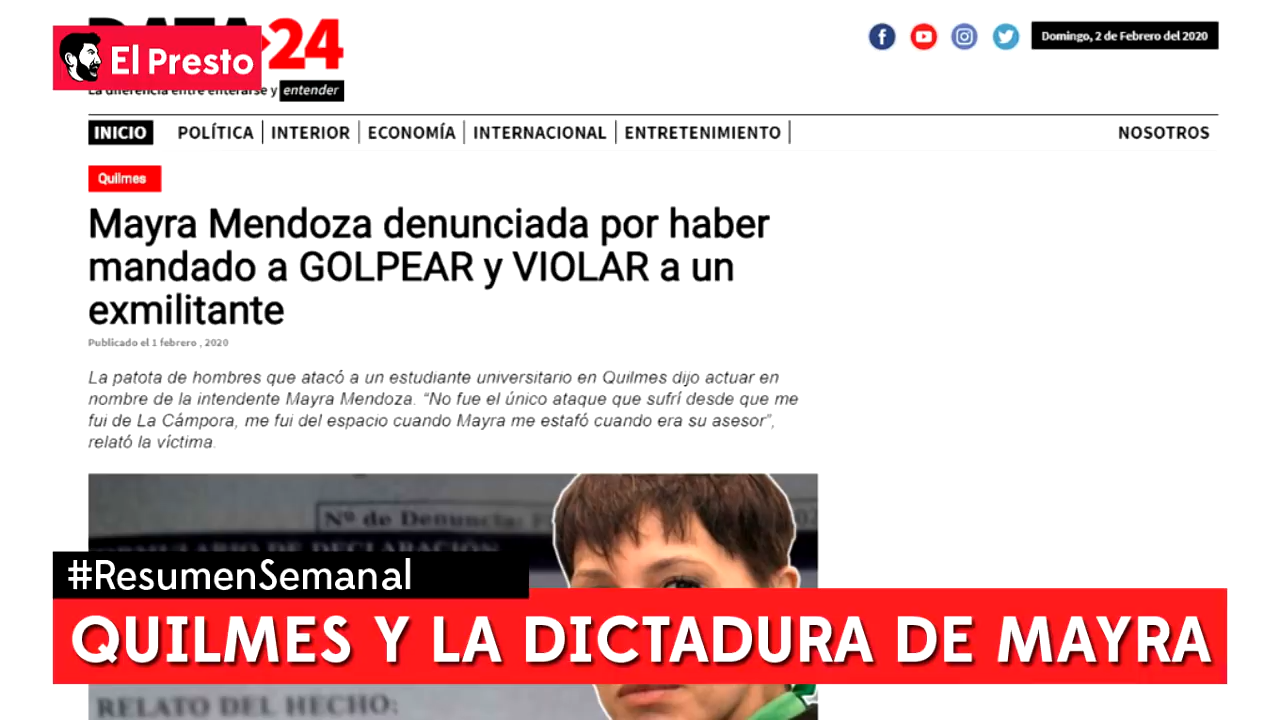 DATA24
El Presto
La diferencia entre enterarse y entender
Domingo, 2 de Febrero del 2020
INICIO POLÍTICA INTERIOR ECONOMÍA INTERNACIONAL ENTRETENIMIENTO NOSOTROS
Quilmes
Mayra Mendoza denunciada por haber
mandado a GOLPEAR y VIOLAR a un
exmilitante
Publicado el 1 febrero , 2020
La patota de hombres que atacó a un estudiante universitario en Quilmes dijo actuar en
nombre de la intendente Mayra Mendoza. “No fue el único ataque que sufrí desde que me
fui de La Cámpora, me fui del espacio cuando Mayra me estafó cuando era su asesor”,
relató la víctima.
Nº de Denuncia:
FORMULARIO DE DECLARACIÓN
#ResumenSemanal
QUILMES Y LA DICTADURA DE MAYRA
RELATO DEL HECHO: